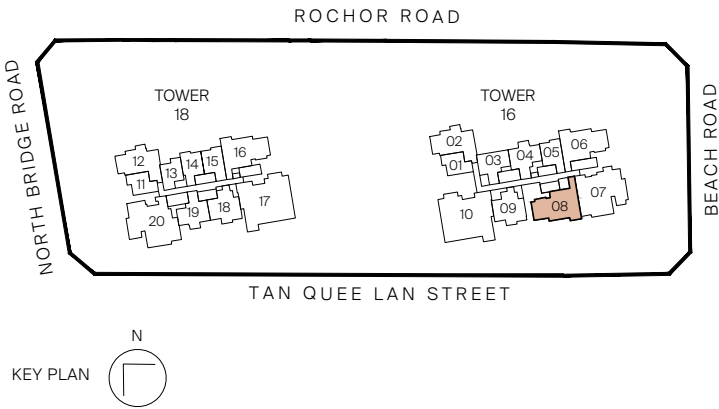 ROCHOR ROAD
NORTH BRIDGE ROAD
BEACH ROAD
TOWER
18
12
11
13
14
15
16
17
18
19
20
TOWER
16
02
01
03
04
05
06
07
08
09
10
TAN QUEE LAN STREET
N
KEY PLAN